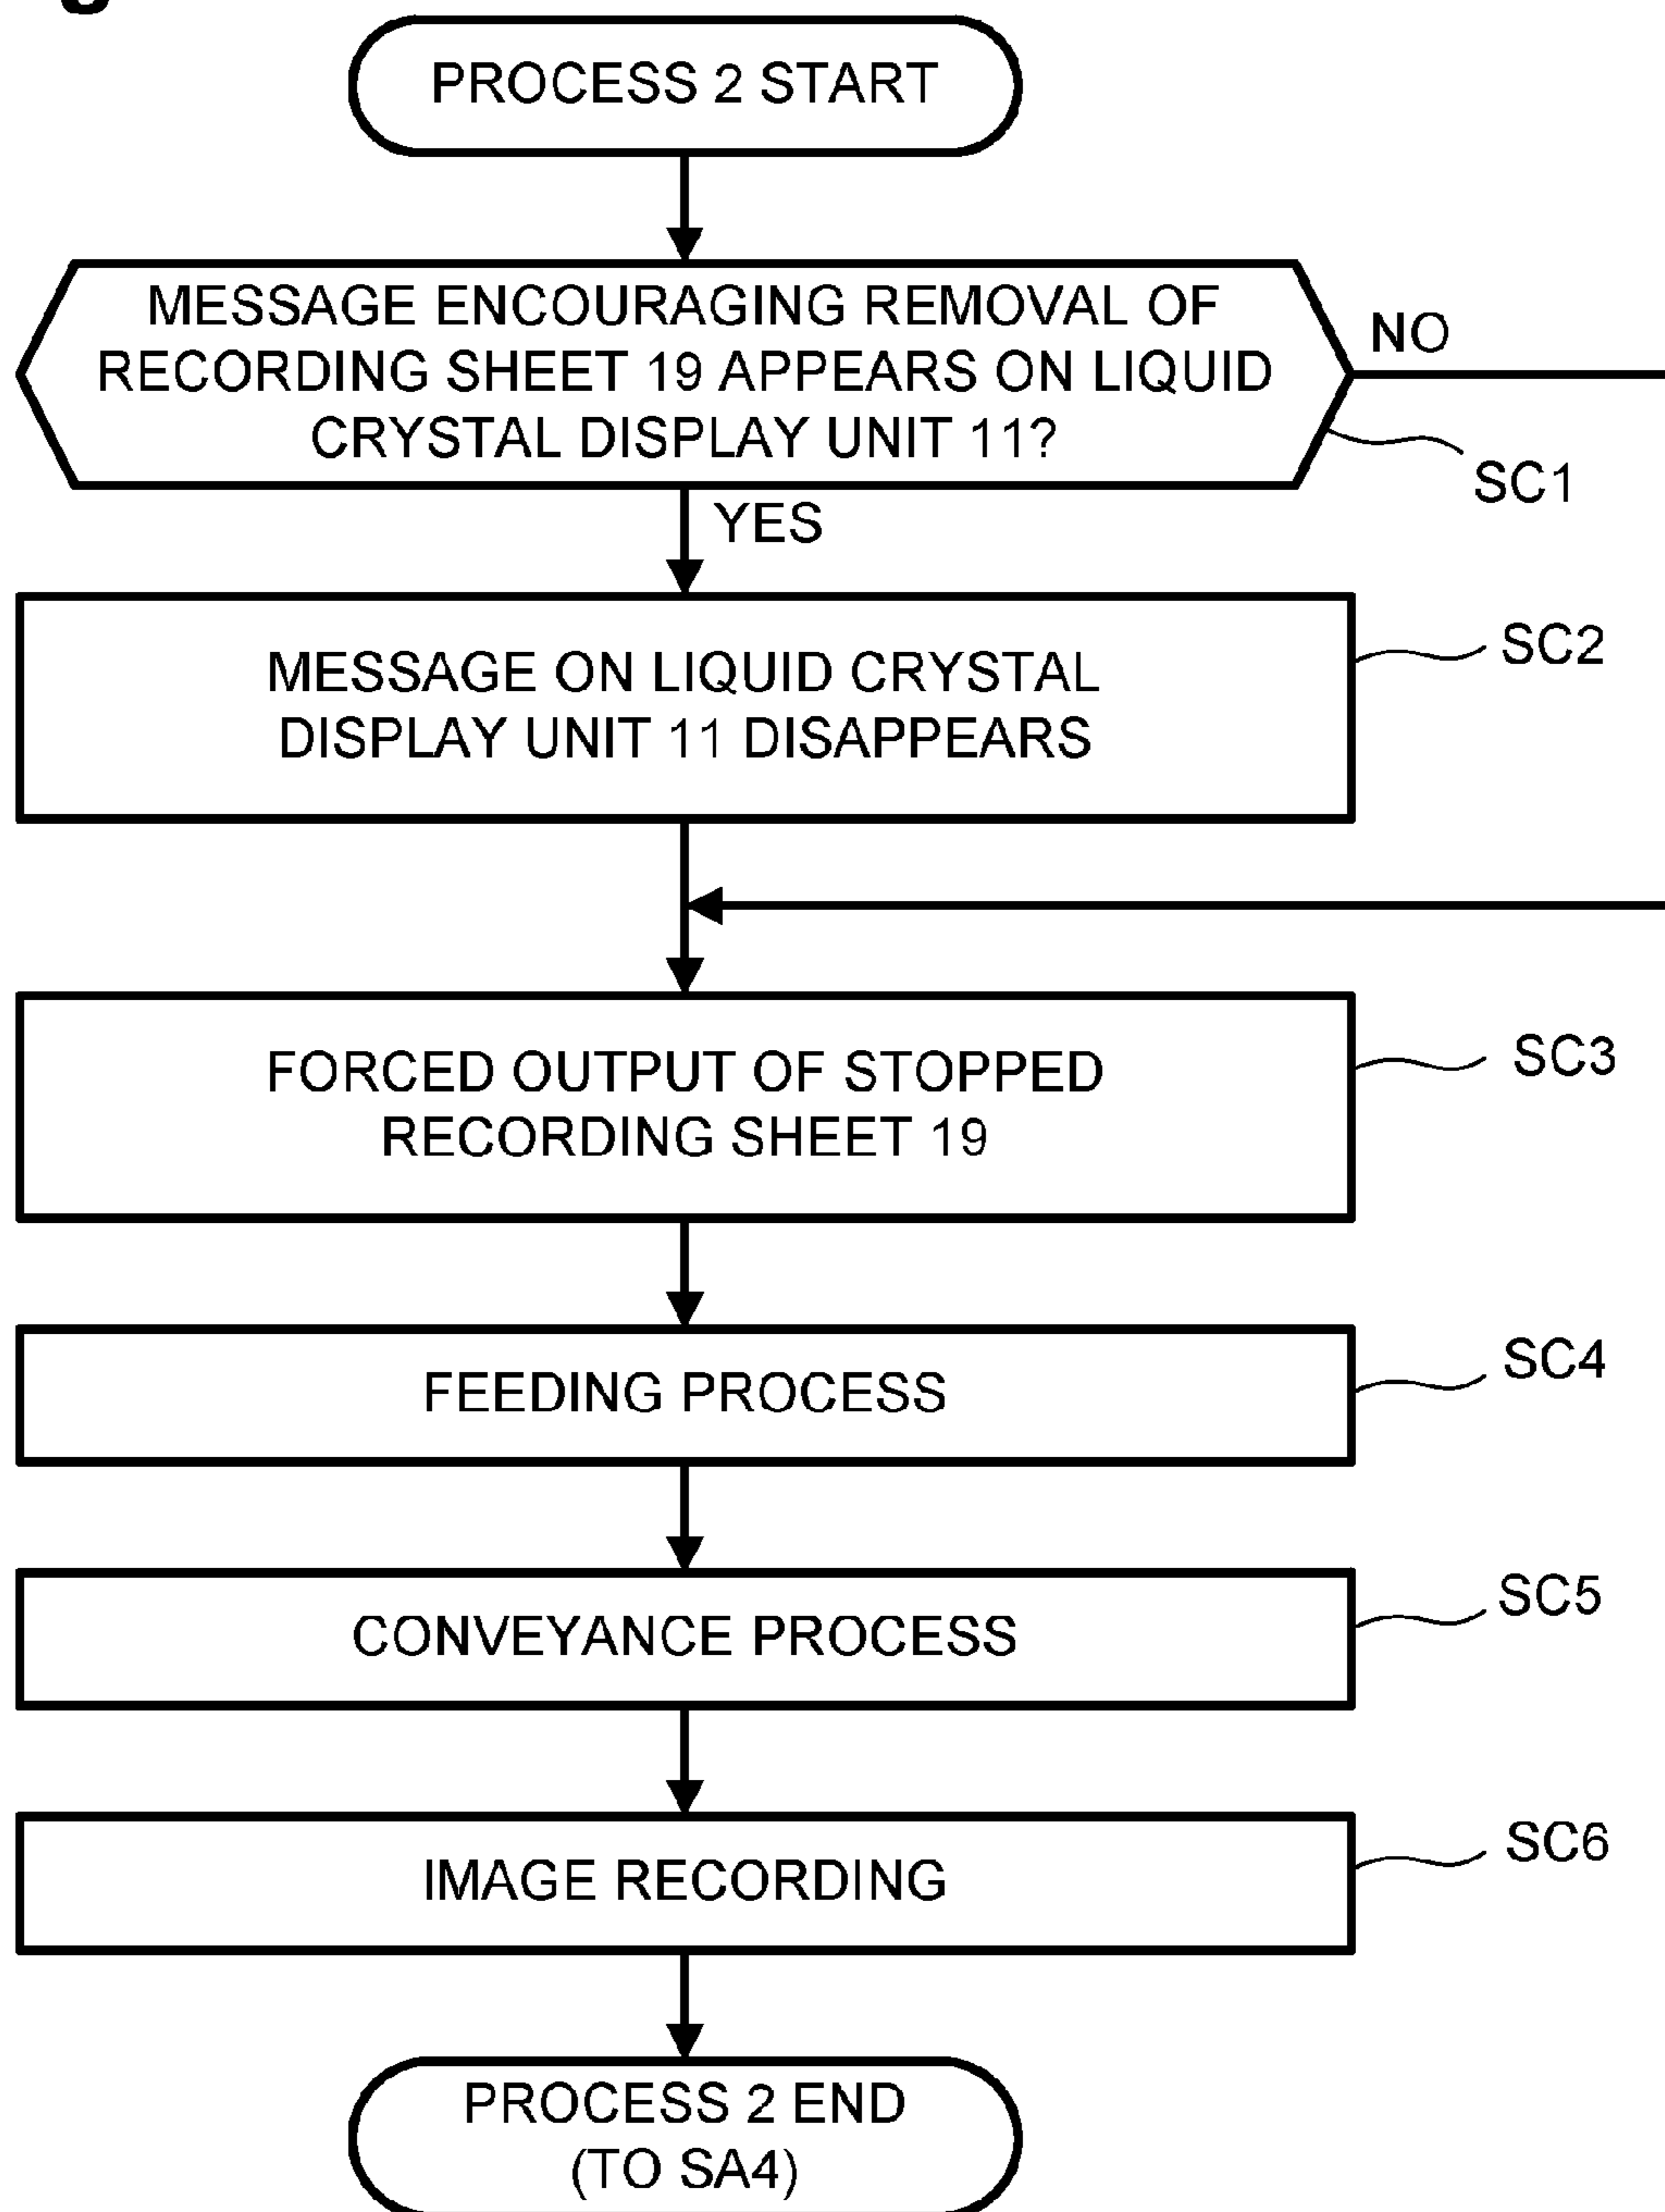 PROCESS 2 START
MESSAGE ENCOURAGING REMOVAL OF
RECORDING SHEET 19 APPEARS ON LIQUID
CRYSTAL DISPLAY UNIT 11?
NO
SC1
YES
SC2
MESSAGE ON LIQUID CRYSTAL
DISPLAY UNIT 11 DISAPPEARS
SC3
FORCED OUTPUT OF STOPPED
RECORDING SHEET 19
SC4
FEEDING PROCESS
SC5
CONVEYANCE PROCESS
SC6
IMAGE RECORDING
PROCESS 2 END
(TO SA4)